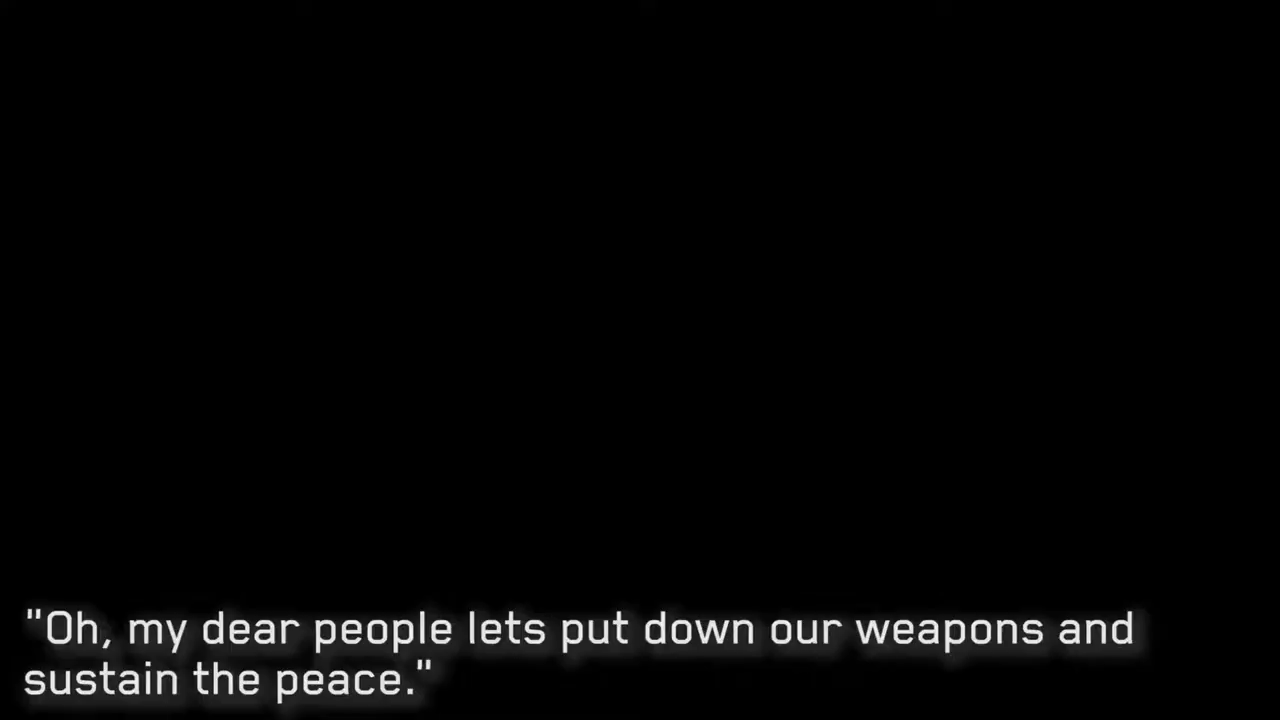 "Oh, my dear people lets put down our weapons and
sustain the peace."